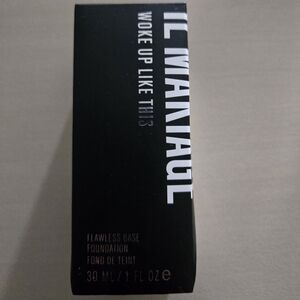 IL MAKIAGE
WOKE UP LIKE THIS
FLAWLESS BASE
FOUNDATION
FOND DE TEINT
30 ML / 1 FL OZ ℮